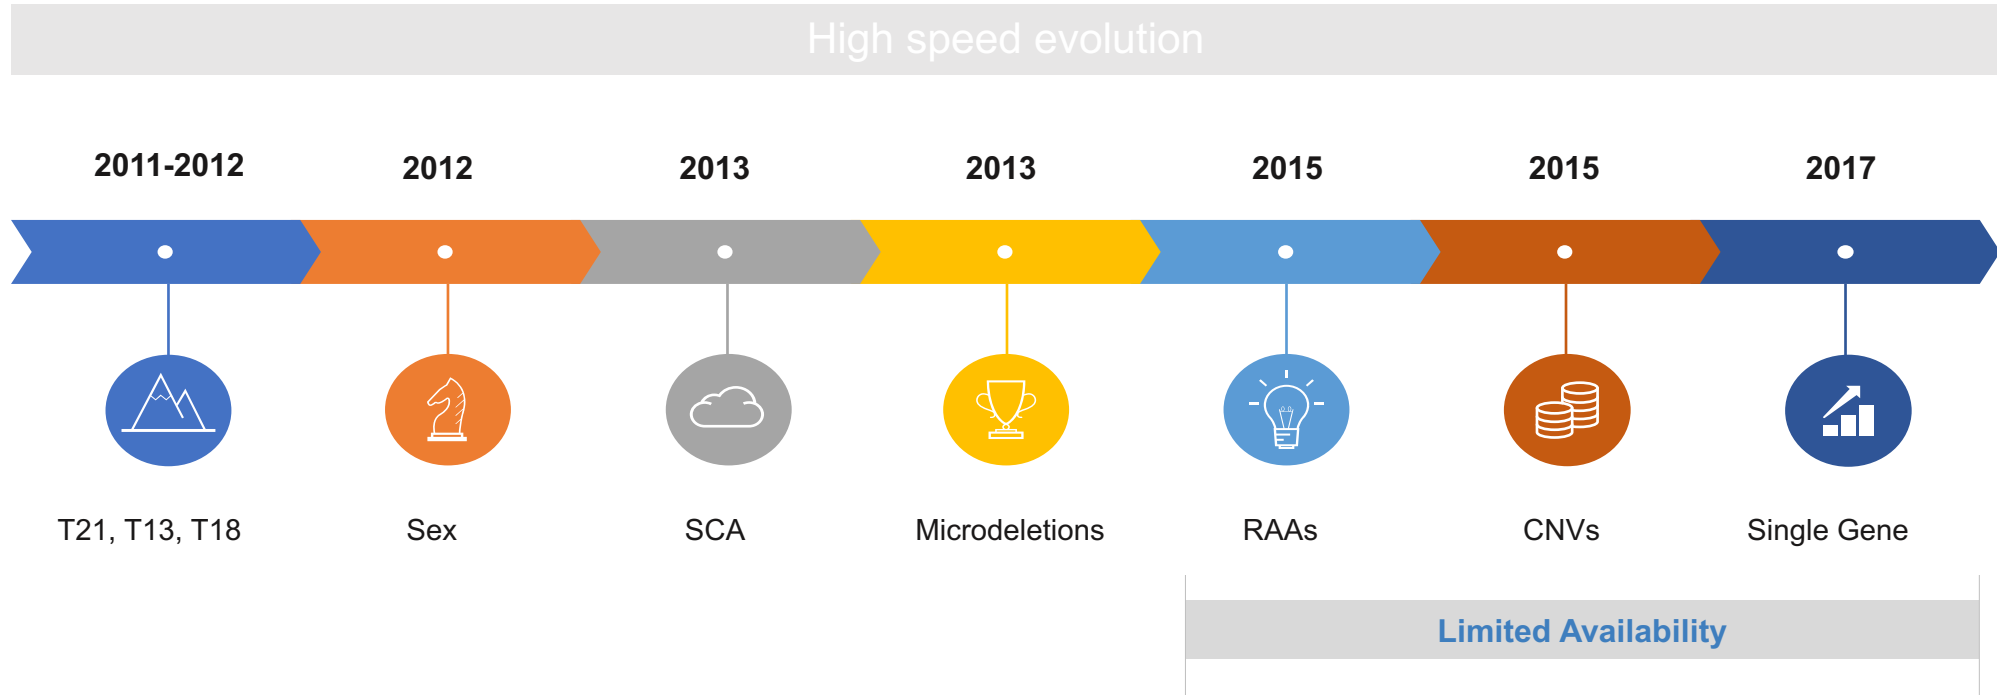 High speed evolution
2011-2012
2012
2013
2013
2015
2015
2017
T21, T13, T18
Sex
SCA
Microdeletions
RAAs
CNVs
Single Gene
Limited Availability